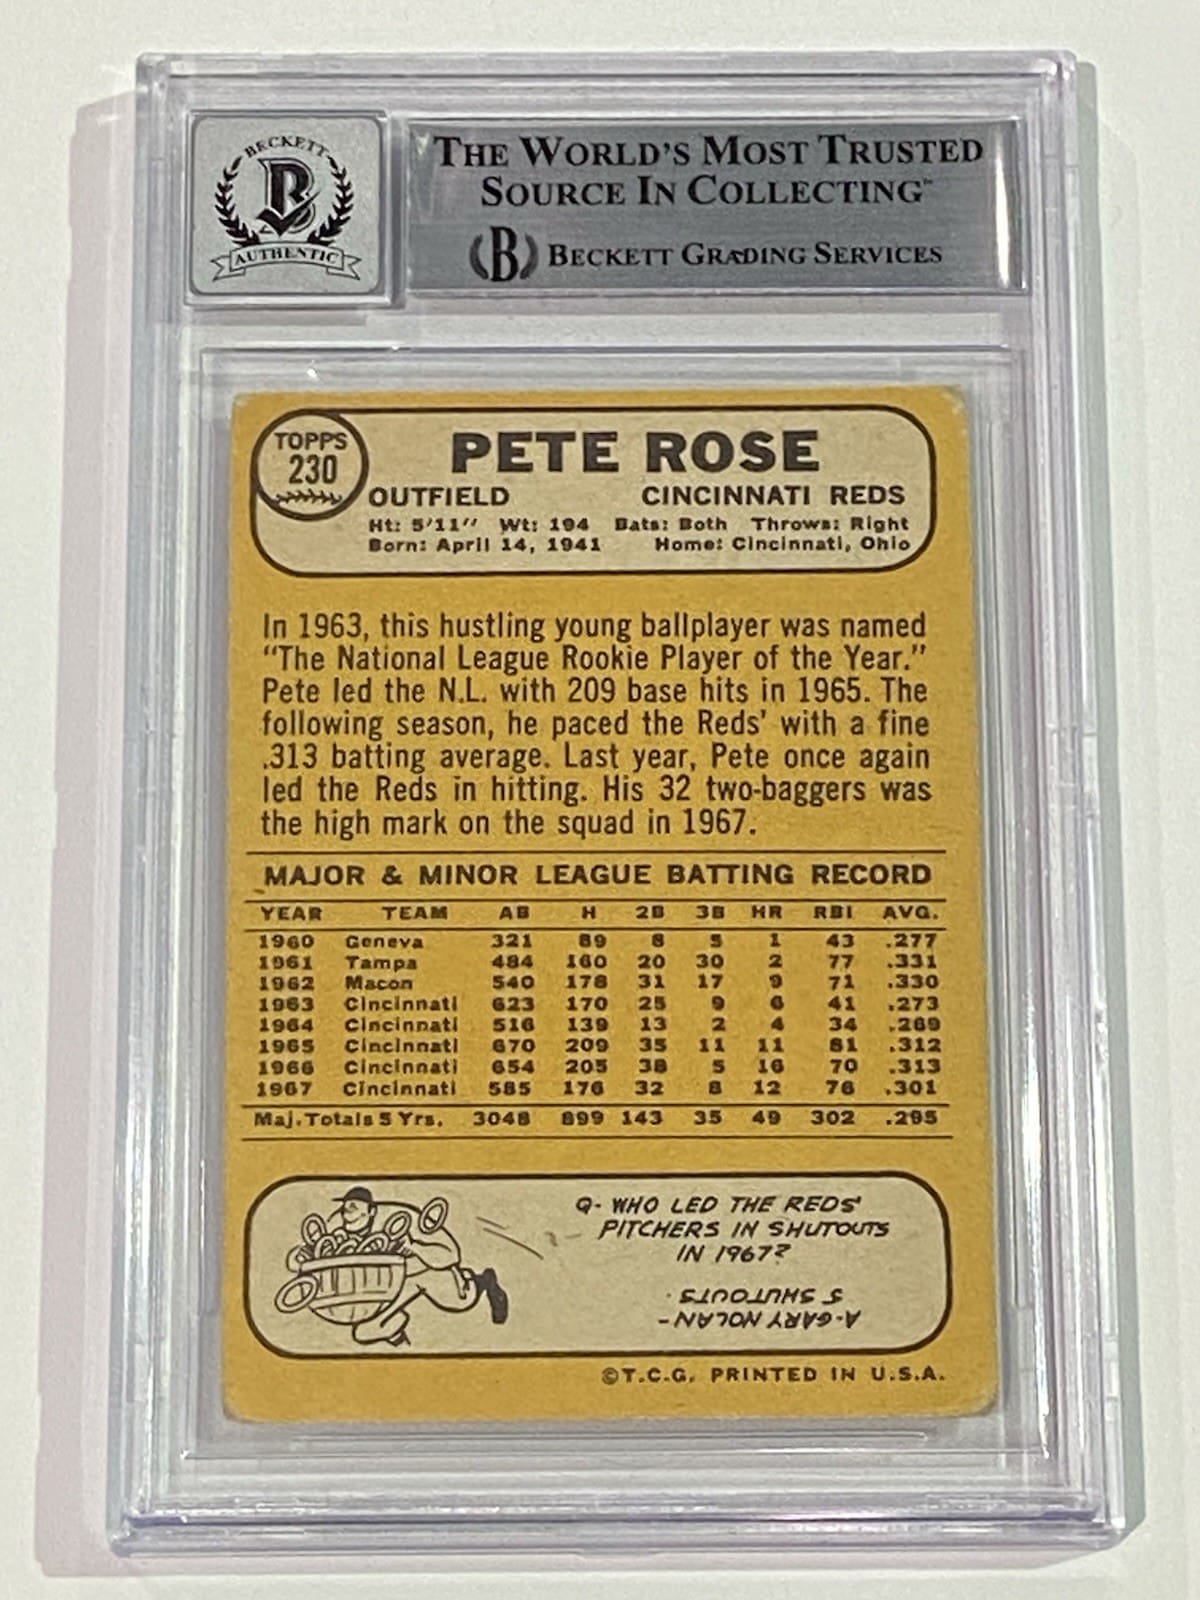 BECKETT
B
AUTHENTIC
THE WORLD'S MOST TRUSTED
SOURCE IN COLLECTING™
(B) BECKETT GRADING SERVICES
TOPPS
230
PETE ROSE
OUTFIELD CINCINNATI REDS
Ht: 5'11" Wt: 194 Bats: Both Throws: Right
Born: April 14, 1941 Home: Cincinnati, Ohio
In 1963, this hustling young ballplayer was named
"The National League Rookie Player of the Year."
Pete led the N.L. with 209 base hits in 1965. The
following season, he paced the Reds' with a fine
.313 batting average. Last year, Pete once again
led the Reds in hitting. His 32 two-baggers was
the high mark on the squad in 1967.
MAJOR & MINOR LEAGUE BATTING RECORD
YEAR TEAM AB H 2B 3B HR RBI AVG.
1960 Geneva 321 89 8 5 1 43 .277
1961 Tampa 484 160 20 30 2 77 .331
1962 Macon 540 178 31 17 9 71 .330
1963 Cincinnati 623 170 25 9 6 41 .273
1964 Cincinnati 516 139 13 2 4 34 .269
1965 Cincinnati 670 209 35 11 11 81 .312
1966 Cincinnati 654 205 38 5 16 70 .313
1967 Cincinnati 585 176 32 8 12 76 .301
Maj. Totals 5 Yrs. 3048 899 143 35 49 302 .295
Q- WHO LED THE REDS'
PITCHERS IN SHUTOUTS
IN 1967?
A-GARY NOLAN-
5 SHUTOUTS.
©T.C.G. PRINTED IN U.S.A.